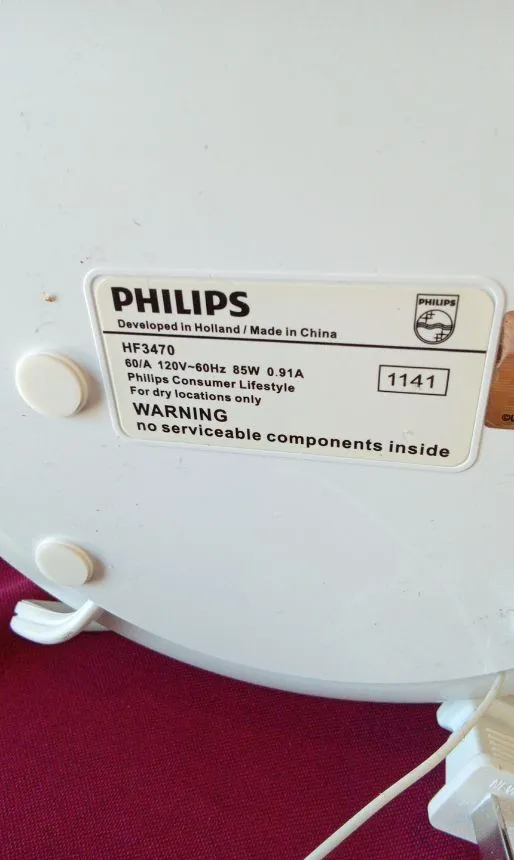 PHILIPS
PHILIPS
Developed in Holland / Made in China
HF3470
60/A 120V~60Hz 85W 0.91A
Philips Consumer Lifestyle
For dry locations only
1141
WARNING
no serviceable components inside